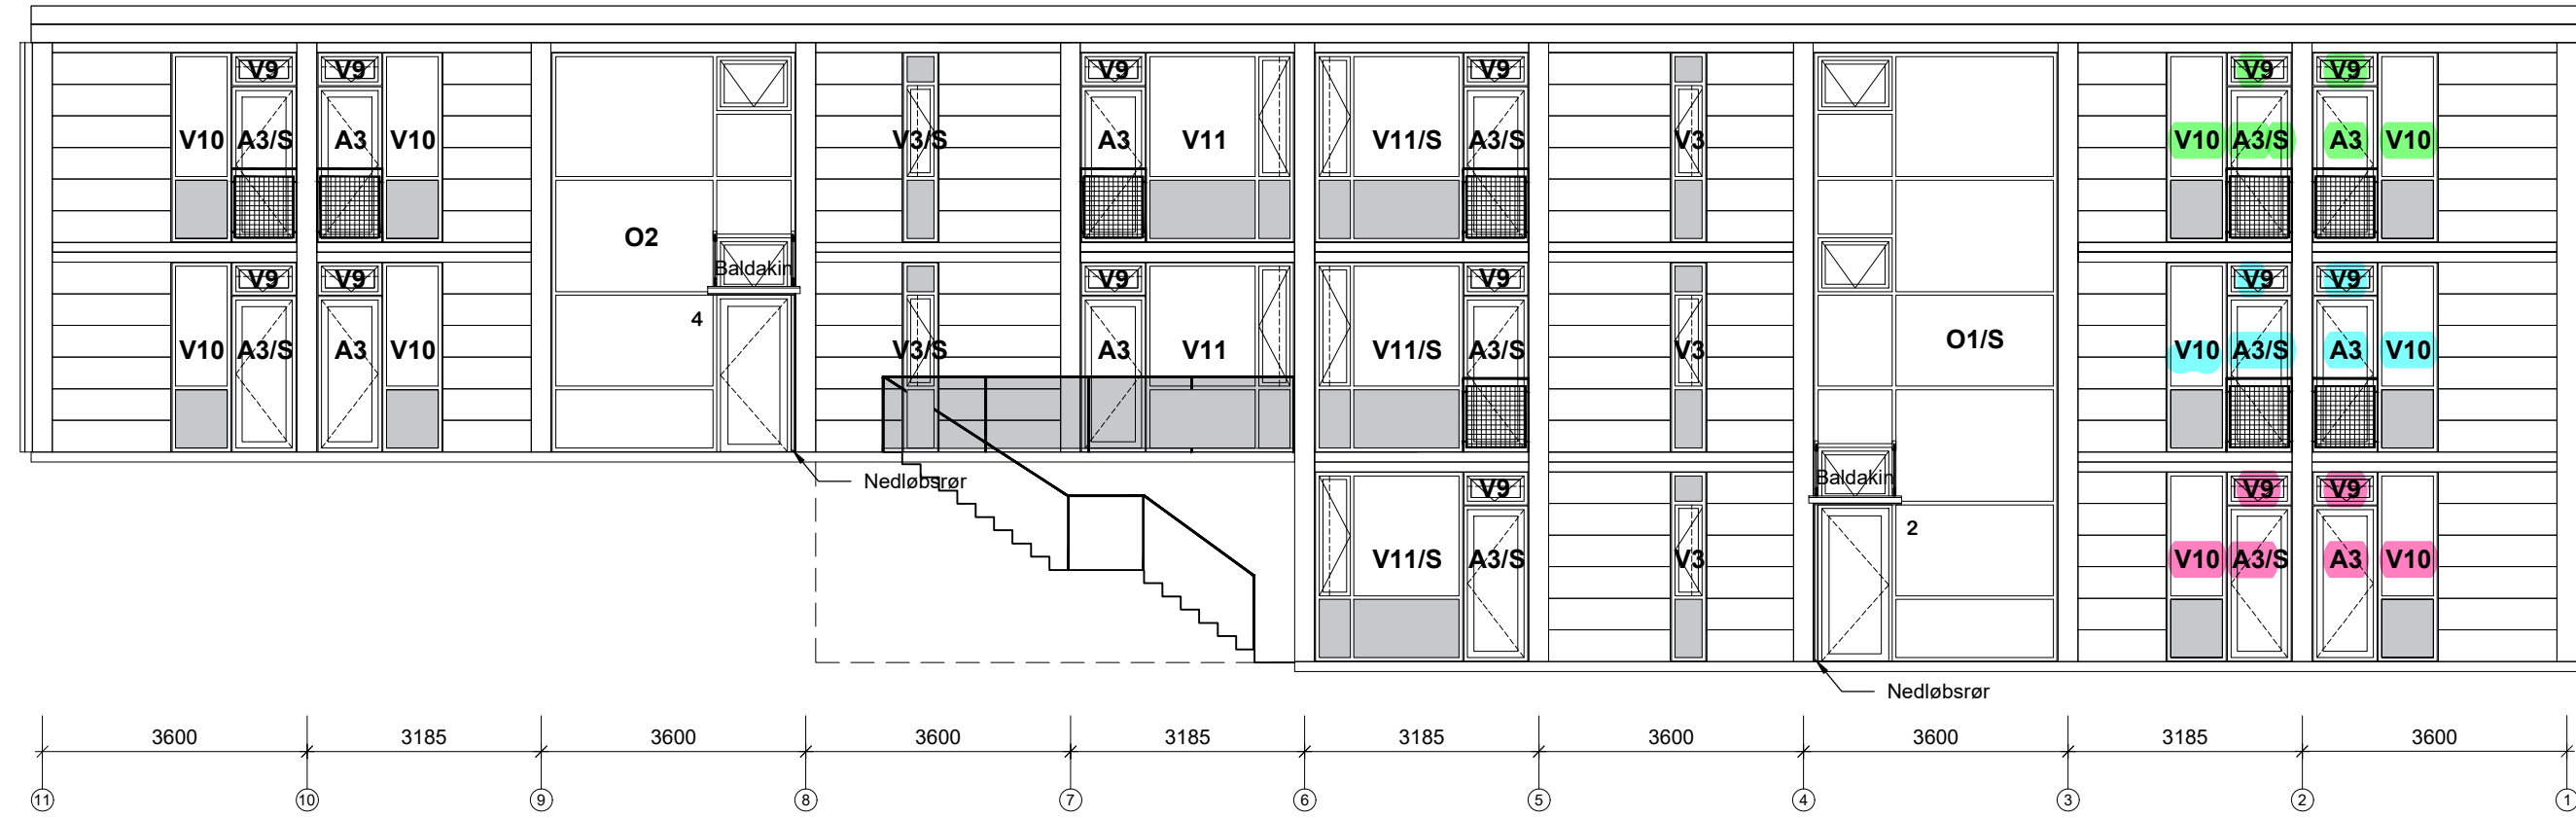 V9 V9 V9 V9 V9 V9
V10 A3/S A3 V10 V3/S A3 V11 V11/S A3/S V3 V10 A3/S A3 V10
O2
Baldakin V9 V9 V9 V9 V9 V9
4
O1/S
V10 A3/S A3 V10 V3/S A3 V11 V11/S A3/S V3 V10 A3/S A3 V10
Nedløbsrør V9 Baldakin V9 V9
2
V11/S A3/S V3 V10 A3/S A3 V10
Nedløbsrør
3600 3185 3600 3600 3185 3185 3600 3600 3185 3600
11 10 9 8 7 6 5 4 3 2 1